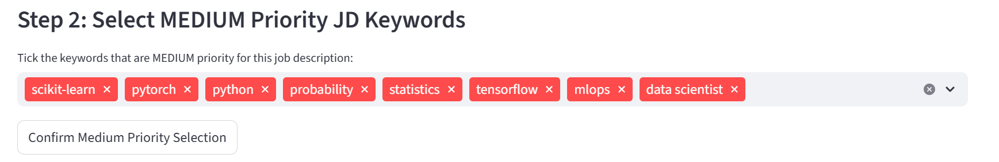 Step 2: Select MEDIUM Priority JD Keywords
Tick the keywords that are MEDIUM priority for this job description:
scikit-learn × pytorch × python × probability × statistics × tensorflow × mlops × data scientist ×
Confirm Medium Priority Selection